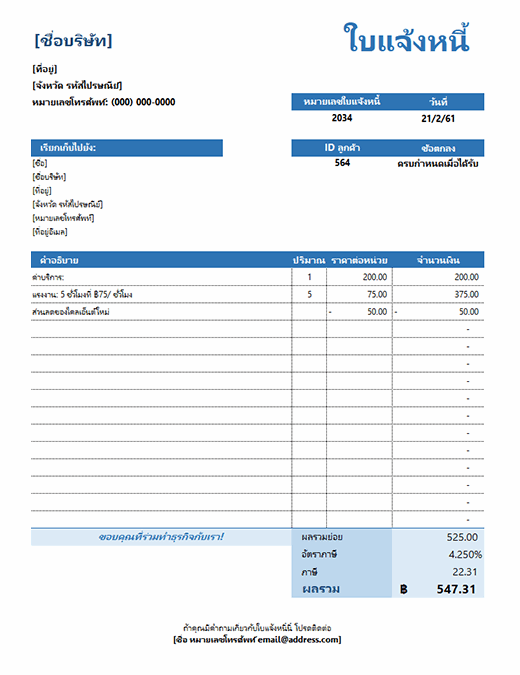 [ชื่อบริษัท]
ใบแจ้งหนี้
[ที่อยู่]
[จังหวัด รหัสไปรษณีย์]
หมายเลขโทรศัพท์: (000) 000-0000
หมายเลขใบแจ้งหนี้ วันที่
2034 21/2/61
เรียกเก็บไปยัง: ID ลูกค้า ข้อตกลง
[ชื่อ] 564 ครบกำหนดเมื่อได้รับ
[ชื่อบริษัท]
[ที่อยู่]
[จังหวัด รหัสไปรษณีย์]
[หมายเลขโทรศัพท์]
[ที่อยู่อีเมล]
คำอธิบาย ปริมาณ ราคาต่อหน่วย จำนวนเงิน
ค่าบริการ: 1 200.00 200.00
แรงงาน: 5 ชั่วโมงที่ ฿75/ ชั่วโมง 5 75.00 375.00
ส่วนลดของไคลเอ็นต์ใหม่ - 50.00 - 50.00
-
-
-
-
-
-
-
-
-
-
-
-
ขอบคุณที่ร่วมทำธุรกิจกับเรา! ผลรวมย่อย 525.00
อัตราภาษี 4.250%
ภาษี 22.31
ผลรวม ฿ 547.31
ถ้าคุณมีคำถามเกี่ยวกับใบแจ้งหนี้นี้ โปรดติดต่อ
[ชื่อ หมายเลขโทรศัพท์ email@address.com]